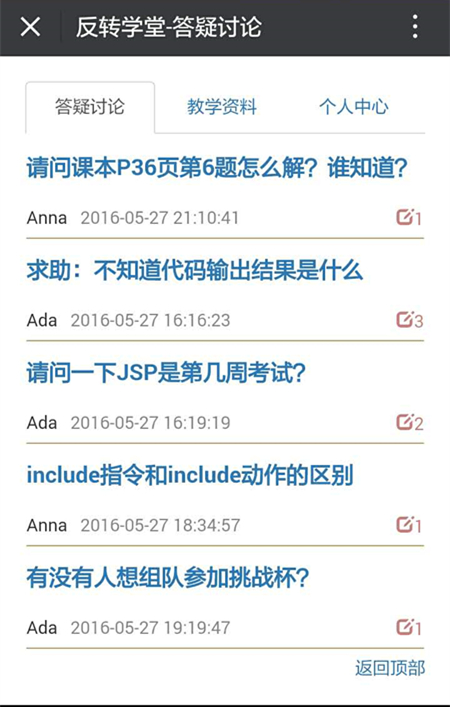 反转学堂-答疑讨论
答疑讨论 教学资料 个人中心
请问课本P36页第6题怎么解？谁知道？
Anna 2016-05-27 21:10:41 1
求助：不知道代码输出结果是什么
Ada 2016-05-27 16:16:23 3
请问一下JSP是第几周考试？
Ada 2016-05-27 16:19:19 2
include指令和include动作的区别
Anna 2016-05-27 18:34:57 1
有没有人想组队参加挑战杯？
Ada 2016-05-27 19:19:47 1
返回顶部